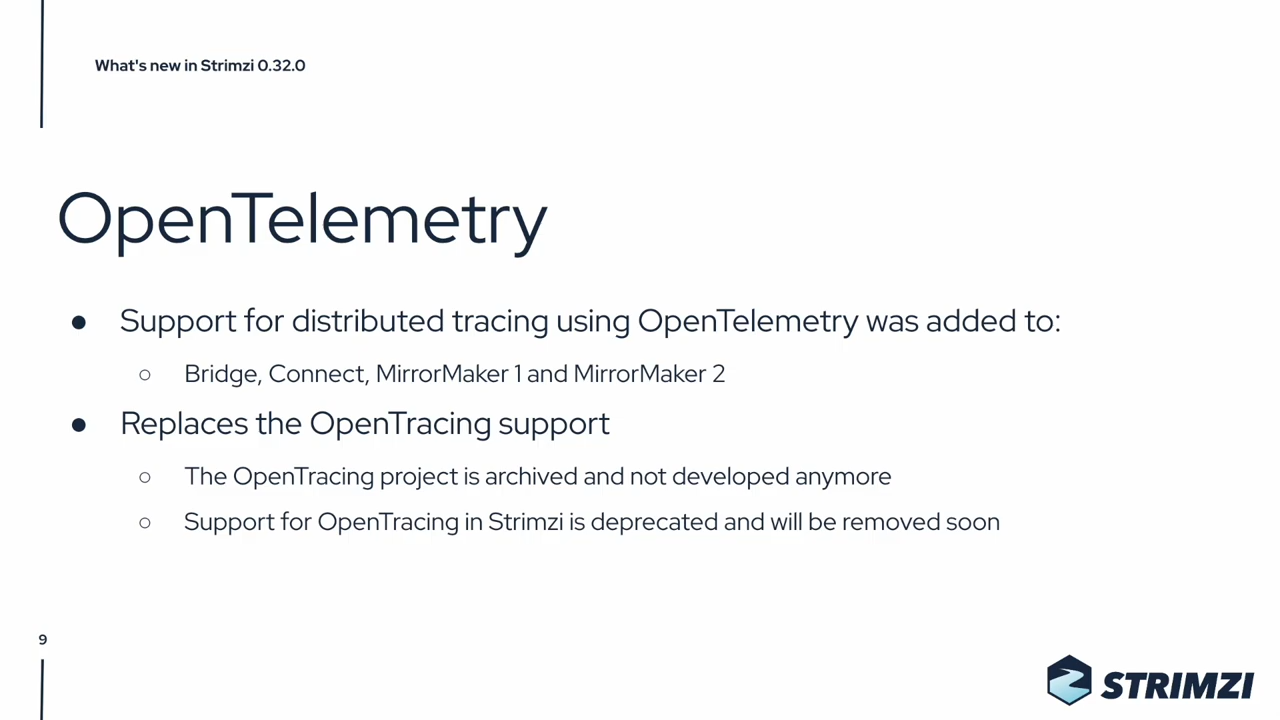 What's new in Strimzi 0.32.0
OpenTelemetry
● Support for distributed tracing using OpenTelemetry was added to:
○ Bridge, Connect, MirrorMaker 1 and MirrorMaker 2
● Replaces the OpenTracing support
○ The OpenTracing project is archived and not developed anymore
○ Support for OpenTracing in Strimzi is deprecated and will be removed soon
9
STRIMZI